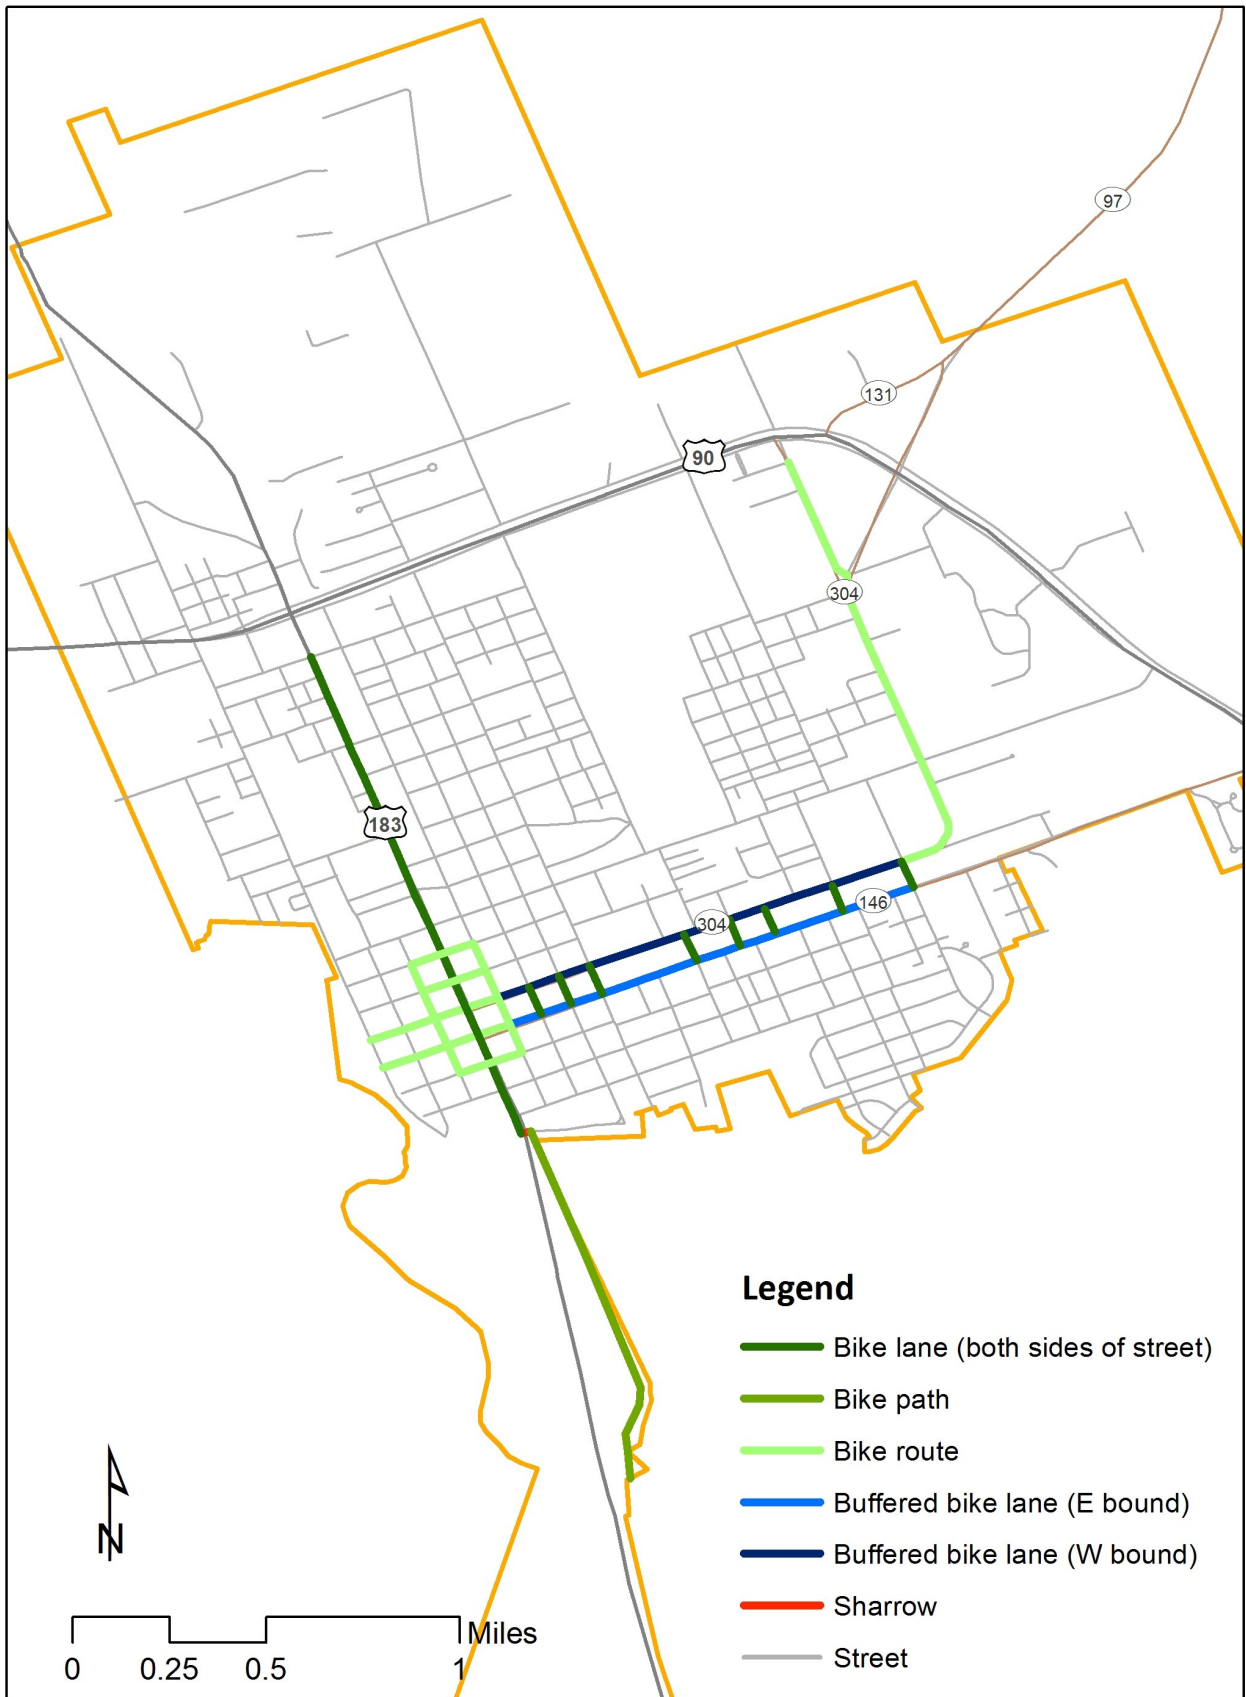 97
131
90
304
183
146
304
Legend
Bike lane (both sides of street)
Bike path
Bike route
Buffered bike lane (E bound)
Buffered bike lane (W bound)
Sharrow
Street
N
Miles
0 0.25 0.5 1